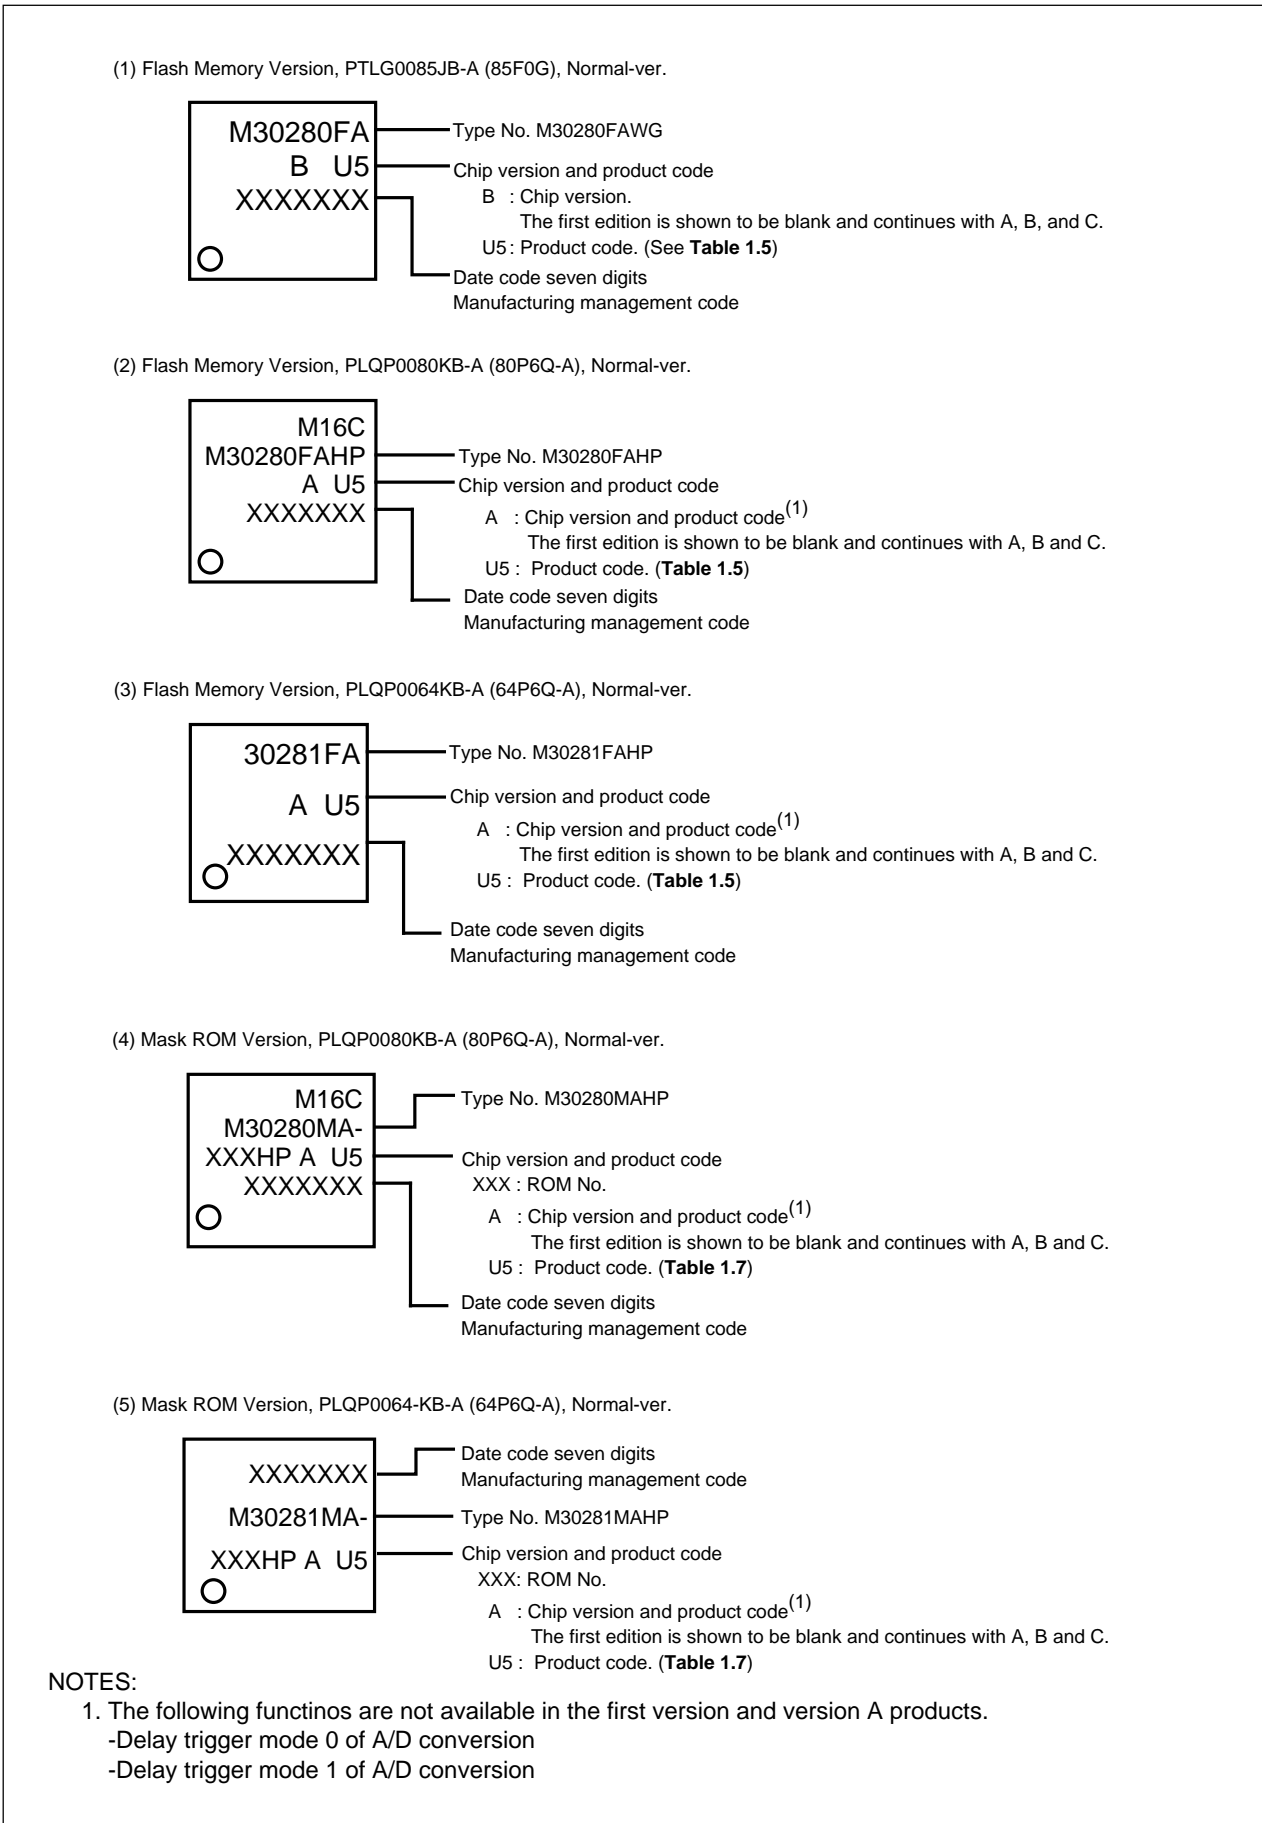 (1) Flash Memory Version, PTLG0085JB-A (85F0G), Normal-ver.
M30280FA
B U5
XXXXXXX
Type No. M30280FAWG
Chip version and product code
B : Chip version.
The first edition is shown to be blank and continues with A, B, and C.
U5 : Product code. (See Table 1.5)
Date code seven digits
Manufacturing management code
(2) Flash Memory Version, PLQP0080KB-A (80P6Q-A), Normal-ver.
M16C
M30280FAHP
A U5
XXXXXXX
Type No. M30280FAHP
Chip version and product code
A : Chip version and product code(1)
The first edition is shown to be blank and continues with A, B and C.
U5 : Product code. (Table 1.5)
Date code seven digits
Manufacturing management code
(3) Flash Memory Version, PLQP0064KB-A (64P6Q-A), Normal-ver.
30281FA
A U5
XXXXXXX
Type No. M30281FAHP
Chip version and product code
A : Chip version and product code(1)
The first edition is shown to be blank and continues with A, B and C.
U5 : Product code. (Table 1.5)
Date code seven digits
Manufacturing management code
(4) Mask ROM Version, PLQP0080KB-A (80P6Q-A), Normal-ver.
M16C
M30280MA-
XXXHP A U5
XXXXXXX
Type No. M30280MAHP
Chip version and product code
XXX : ROM No.
A : Chip version and product code(1)
The first edition is shown to be blank and continues with A, B and C.
U5 : Product code. (Table 1.7)
Date code seven digits
Manufacturing management code
(5) Mask ROM Version, PLQP0064-KB-A (64P6Q-A), Normal-ver.
XXXXXXX
M30281MA-
XXXHP A U5
Date code seven digits
Manufacturing management code
Type No. M30281MAHP
Chip version and product code
XXX: ROM No.
A : Chip version and product code(1)
The first edition is shown to be blank and continues with A, B and C.
U5 : Product code. (Table 1.7)
NOTES:
1. The following functinos are not available in the first version and version A products.
-Delay trigger mode 0 of A/D conversion
-Delay trigger mode 1 of A/D conversion